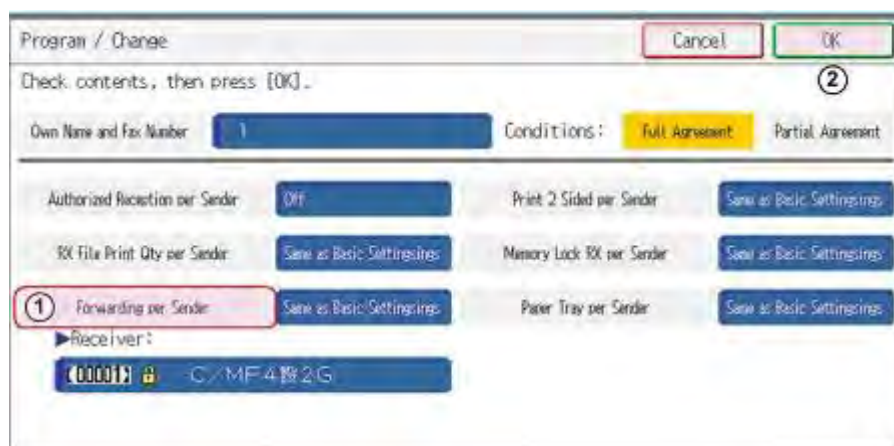 Program / Change
Cancel
OK
Check contents, then press [OK].
②
Own Name and Fax Number
1
Conditions:
Full Agreement
Partial Agreement
Authorized Reception per Sender
Off
Print 2 Sided per Sender
Same as Basic Settingsings
RX File Print Qty per Sender
Same as Basic Settingsings
Memory Lock RX per Sender
Same as Basic Settingsings
① Forwarding per Sender
Same as Basic Settingsings
Paper Tray per Sender
Same as Basic Settingsings
▶Receiver:
【00001】 C/MF4 2G